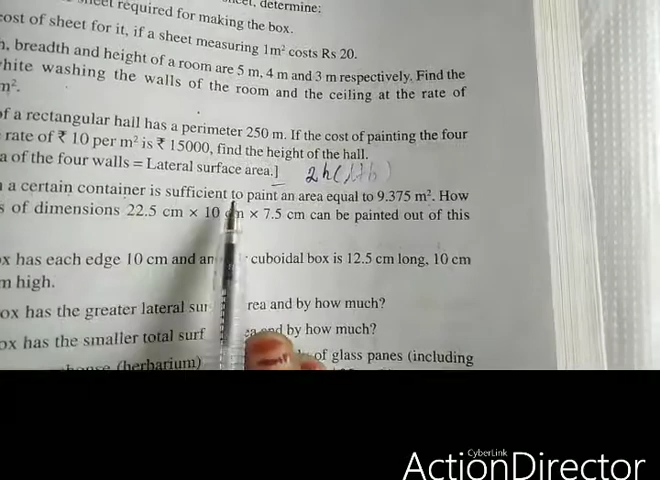 sheet, determine:
sheet required for making the box.
cost of sheet for it, if a sheet measuring 1m² costs Rs 20.
h, breadth and height of a room are 5 m, 4 m and 3 m respectively. Find the
hite washing the walls of the room and the ceiling at the rate of
m².
of a rectangular hall has a perimeter 250 m. If the cost of painting the four
rate of ₹ 10 per m² is ₹ 15000, find the height of the hall.
a of the four walls = Lateral surface area.] 2h(l+b)
a certain container is sufficient to paint an area equal to 9.375 m². How
s of dimensions 22.5 cm × 10 cm × 7.5 cm can be painted out of this
ox has each edge 10 cm and an cuboidal box is 12.5 cm long, 10 cm
m high.
ox has the greater lateral sur rea and by how much?
ox has the smaller total surf ea and by how much?
(herbarium) of glass panes (including
CyberLink
ActionDirector